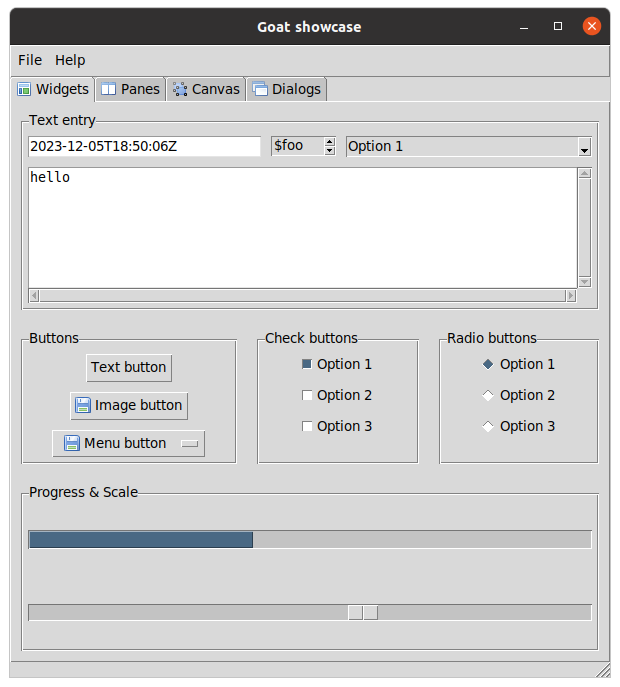 Goat showcase
File Help
Widgets Panes Canvas Dialogs
Text entry
2023-12-05T18:50:06Z $foo Option 1
hello
Buttons Check buttons Radio buttons
Text button Option 1 Option 1
Image button Option 2 Option 2
Menu button Option 3 Option 3
Progress & Scale